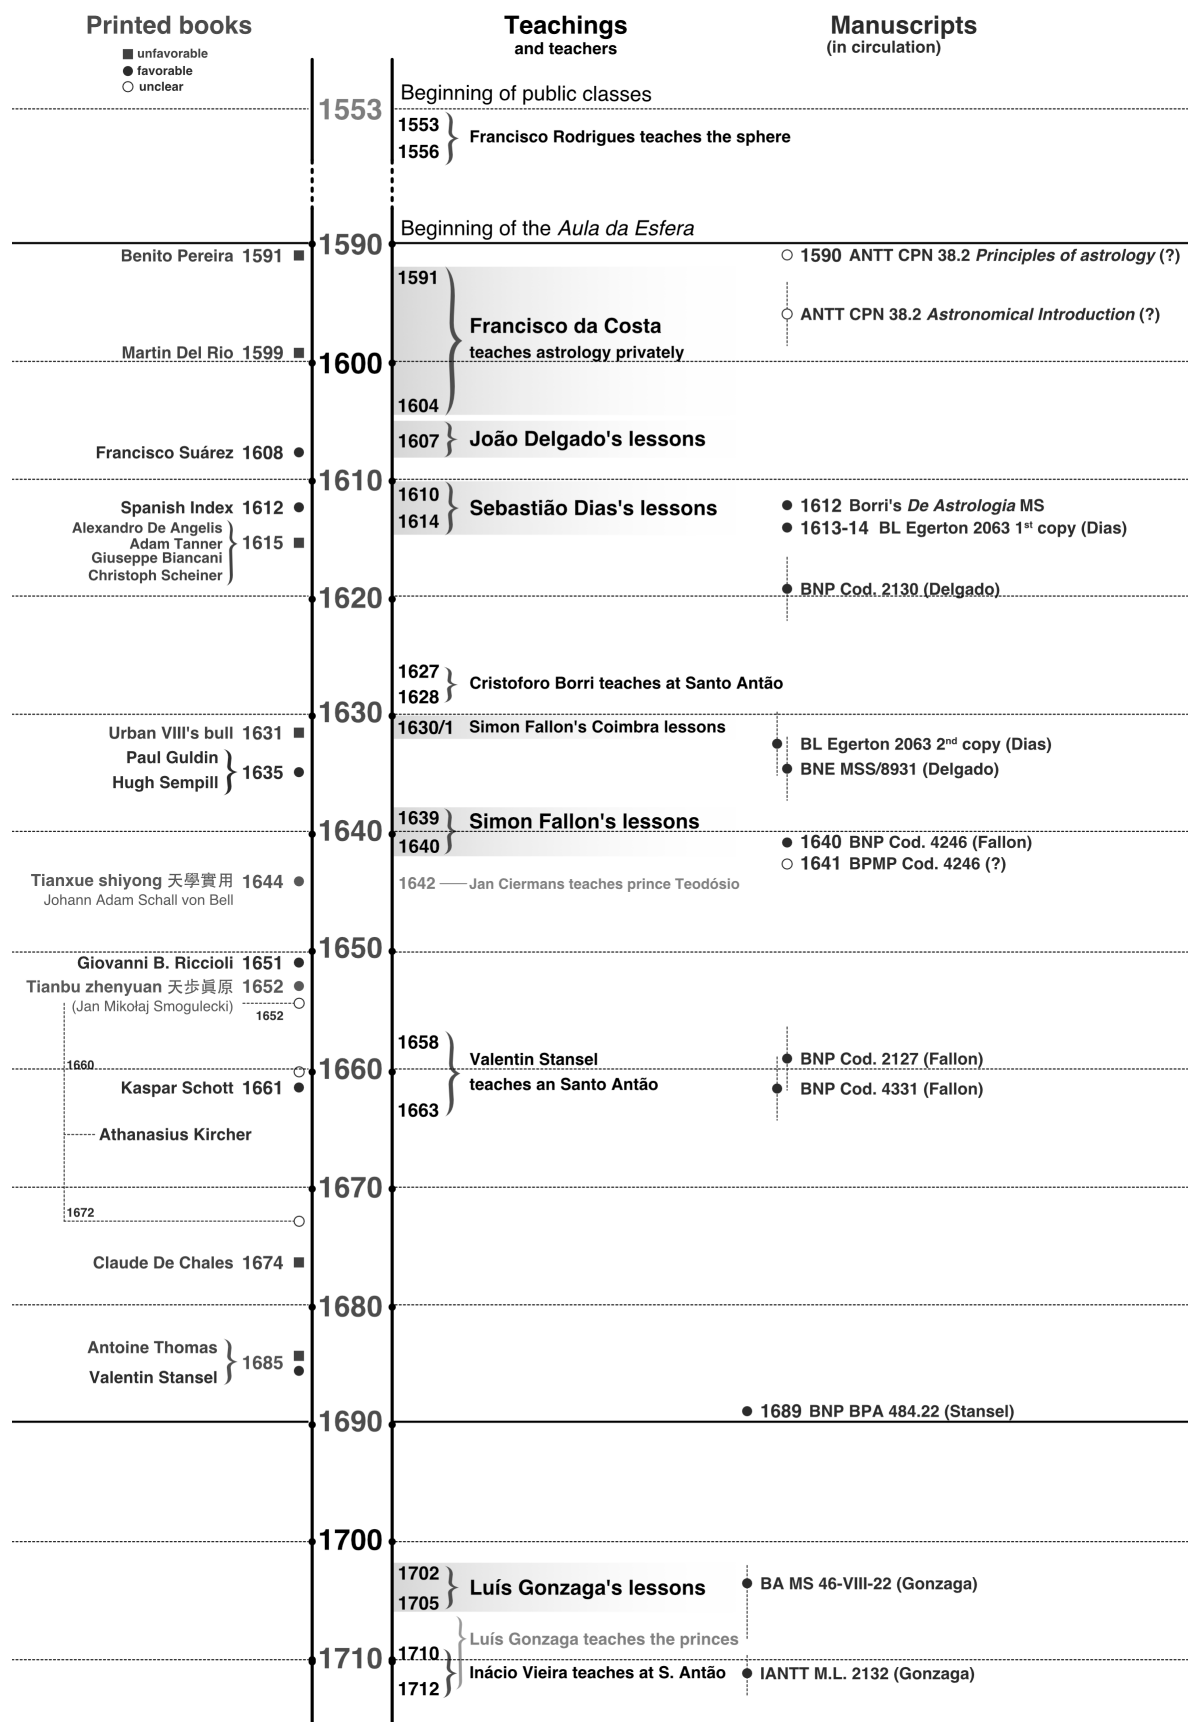 Printed books
unfavorable
favorable
unclear
Teachings
and teachers
Manuscripts
(in circulation)
Beginning of public classes
1553
1553
1556
Francisco Rodrigues teaches the sphere
Beginning of the Aula da Esfera
1590
Benito Pereira 1591
1590 ANTT CPN 38.2 Principles of astrology (?)
1591
ANTT CPN 38.2 Astronomical Introduction (?)
Francisco da Costa
teaches astrology privately
Martin Del Rio 1599
1600
1604
1607
João Delgado's lessons
Francisco Suárez 1608
1610
1610
1614
Sebastião Dias's lessons
Spanish Index 1612
1612 Borri's De Astrologia MS
1613-14 BL Egerton 2063 1st copy (Dias)
Alexandro De Angelis
Adam Tanner
Giuseppe Biancani
Christoph Scheiner
1615
BNP Cod. 2130 (Delgado)
1620
1627
1628
Cristoforo Borri teaches at Santo Antão
1630
1630/1 Simon Fallon's Coimbra lessons
Urban VIII's bull 1631
BL Egerton 2063 2nd copy (Dias)
Paul Guldin
Hugh Sempill
1635
BNE MSS/8931 (Delgado)
1639
1640
Simon Fallon's lessons
1640
1640 BNP Cod. 4246 (Fallon)
1641 BPMP Cod. 4246 (?)
Tianxue shiyong 天學實用 1644
Johann Adam Schall von Bell
1642 Jan Ciermans teaches prince Teodósio
1650
Giovanni B. Riccioli 1651
Tianbu zhenyuan 天歩眞原 1652
(Jan Mikołaj Smogulecki)
1652
1658
1663
Valentin Stansel
teaches an Santo Antão
BNP Cod. 2127 (Fallon)
1660
1660
Kaspar Schott 1661
BNP Cod. 4331 (Fallon)
Athanasius Kircher
1670
1672
Claude De Chales 1674
1680
Antoine Thomas
Valentin Stansel
1685
1689 BNP BPA 484.22 (Stansel)
1690
1700
1702
1705
Luís Gonzaga's lessons
BA MS 46-VIII-22 (Gonzaga)
Luís Gonzaga teaches the princes
1710
1710
1712
Inácio Vieira teaches at S. Antão
IANTT M.L. 2132 (Gonzaga)